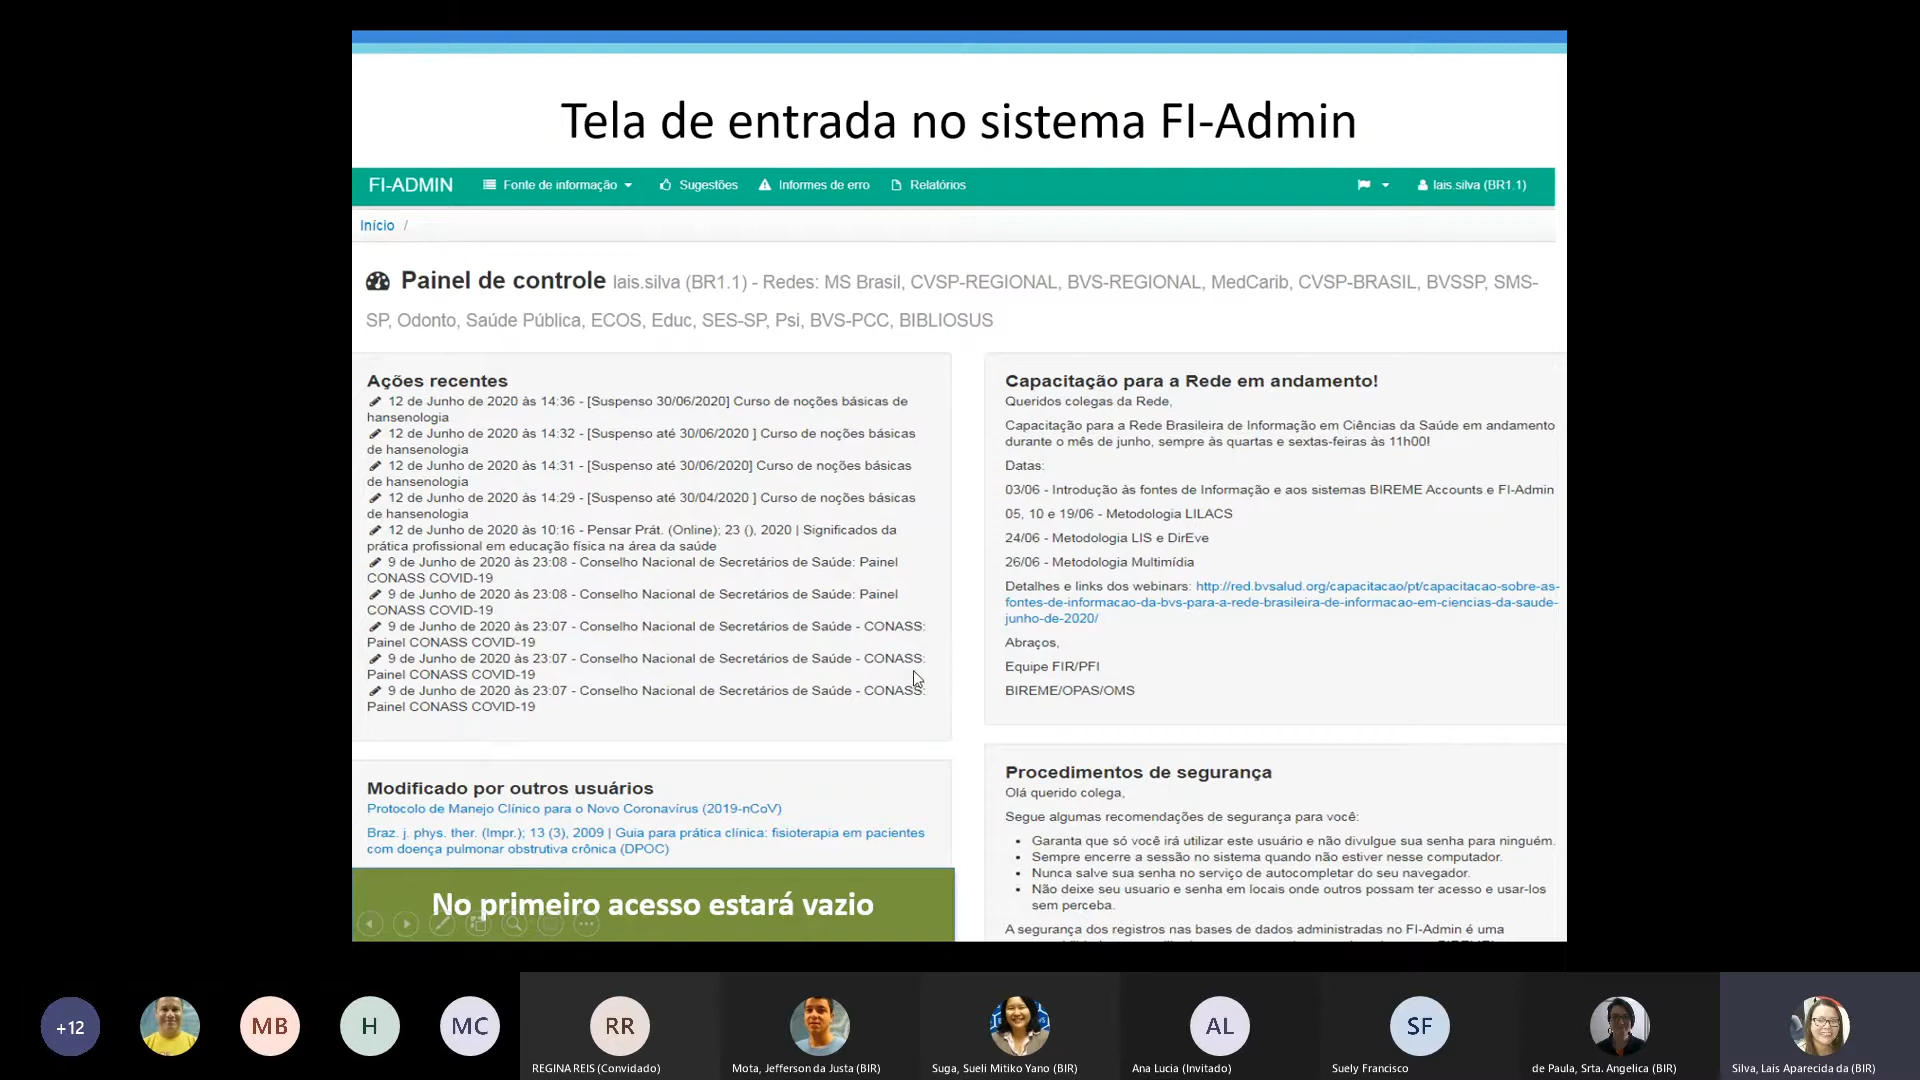 Tela de entrada no sistema FI-Admin
FI-ADMIN Fonte de informação Sugestões Informes de erro Relatórios lais.silva (BR1.1)
Início /
Painel de controle lais.silva (BR1.1) - Redes: MS Brasil, CVSP-REGIONAL, BVS-REGIONAL, MedCarib, CVSP-BRASIL, BVSSP, SMS-
SP, Odonto, Saúde Pública, ECOS, Educ, SES-SP, Psi, BVS-PCC, BIBLIOSUS
Ações recentes
12 de Junho de 2020 às 14:36 - [Suspenso 30/06/2020] Curso de noções básicas de
hansenologia
12 de Junho de 2020 às 14:32 - [Suspenso até 30/06/2020 ] Curso de noções básicas
de hansenologia
12 de Junho de 2020 às 14:31 - [Suspenso até 30/06/2020] Curso de noções básicas
de hansenologia
12 de Junho de 2020 às 14:29 - [Suspenso até 30/04/2020 ] Curso de noções básicas
de hansenologia
12 de Junho de 2020 às 10:16 - Pensar Prát. (Online); 23 (), 2020 | Significados da
prática profissional em educação física na área da saúde
9 de Junho de 2020 às 23:08 - Conselho Nacional de Secretários de Saúde: Painel
CONASS COVID-19
9 de Junho de 2020 às 23:08 - Conselho Nacional de Secretários de Saúde: Painel
CONASS COVID-19
9 de Junho de 2020 às 23:07 - Conselho Nacional de Secretários de Saúde - CONASS:
Painel CONASS COVID-19
9 de Junho de 2020 às 23:07 - Conselho Nacional de Secretários de Saúde - CONASS:
Painel CONASS COVID-19
9 de Junho de 2020 às 23:07 - Conselho Nacional de Secretários de Saúde - CONASS:
Painel CONASS COVID-19
Modificado por outros usuários
Protocolo de Manejo Clínico para o Novo Coronavírus (2019-nCoV)
Braz. j. phys. ther. (Impr.); 13 (3), 2009 | Guia para prática clínica: fisioterapia em pacientes
com doença pulmonar obstrutiva crônica (DPOC)
No primeiro acesso estará vazio
Capacitação para a Rede em andamento!
Queridos colegas da Rede,
Capacitação para a Rede Brasileira de Informação em Ciências da Saúde em andamento
durante o mês de junho, sempre às quartas e sextas-feiras às 11h00!
Datas:
03/06 - Introdução às fontes de Informação e aos sistemas BIREME Accounts e FI-Admin
05, 10 e 19/06 - Metodologia LILACS
24/06 - Metodologia LIS e DirEve
26/06 - Metodologia Multimídia
Detalhes e links dos webinars: http://red.bvsalud.org/capacitacao/pt/capacitacao-sobre-as-
fontes-de-informacao-da-bvs-para-a-rede-brasileira-de-informacao-em-ciencias-da-saude-
junho-de-2020/
Abraços,
Equipe FIR/PFI
BIREME/OPAS/OMS
Procedimentos de segurança
Olá querido colega,
Segue algumas recomendações de segurança para você:
Garanta que só você irá utilizar este usuário e não divulgue sua senha para ninguém.
Sempre encerre a sessão no sistema quando não estiver nesse computador.
Nunca salve sua senha no serviço de autocompletar do seu navegador.
Não deixe seu usuario e senha em locais onde outros possam ter acesso e usar-los
sem perceba.
A segurança dos registros nas bases de dados administradas no FI-Admin é uma
+12 MB H MC RR AL SF
REGINA REIS (Convidado) Mota, Jefferson da Justa (BIR) Suga, Sueli Mitiko Yano (BIR) Ana Lucia (Invitado) Suely Francisco de Paula, Srta. Angelica (BIR) Silva, Lais Aparecida da (BIR)